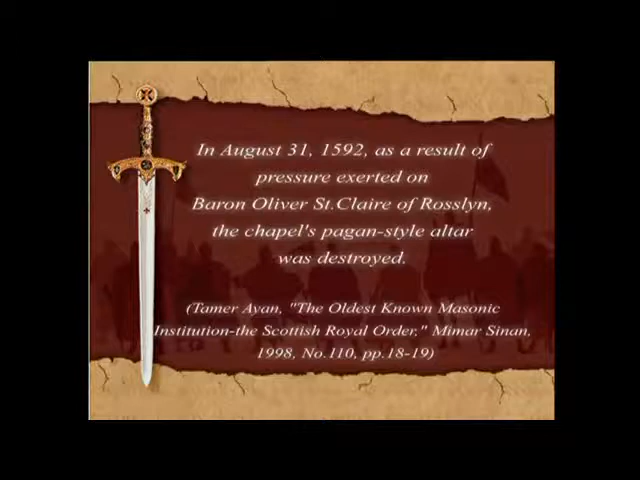 In August 31, 1592, as a result of
pressure exerted on
Baron Oliver St.Claire of Rosslyn,
the chapel's pagan-style altar
was destroyed.
(Tamer Ayan, "The Oldest Known Masonic
Institution-the Scottish Royal Order," Mimar Sinan,
1998, No.110, pp.18-19)